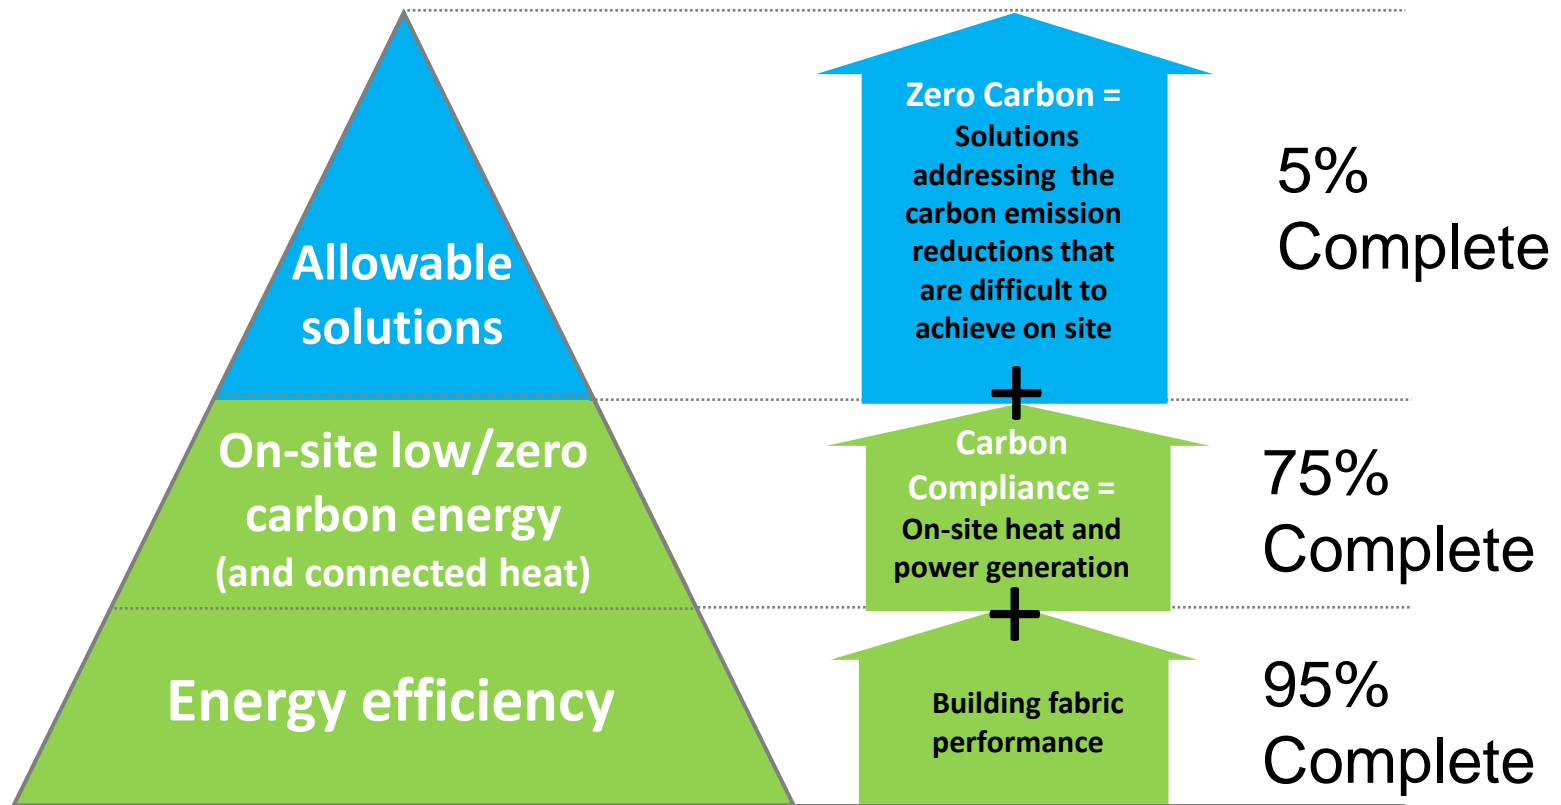 Allowable
solutions
Zero Carbon =
Solutions
addressing the
carbon emission
reductions that
are difficult to
achieve on site
5%
Complete
+
On-site low/zero
carbon energy
(and connected heat)
Carbon
Compliance =
On-site heat and
power generation
75%
Complete
+
Energy efficiency
Building fabric
performance
95%
Complete